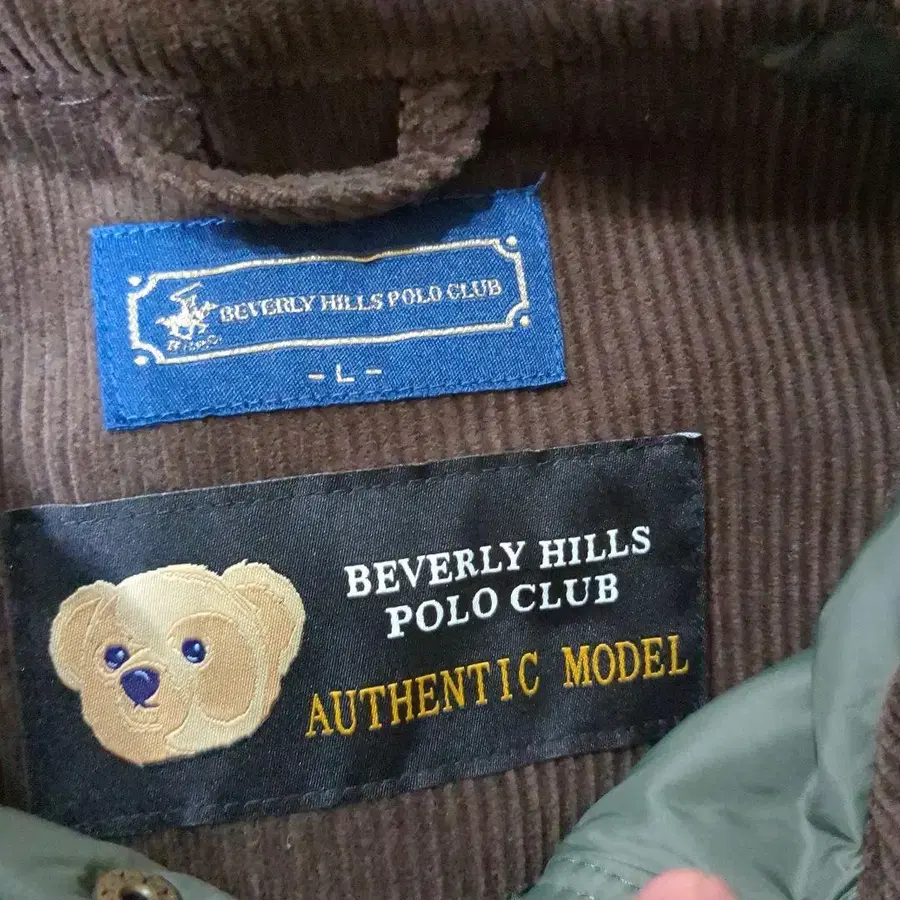 BEVERLY HILLS POLO CLUB
- L -
BEVERLY HILLS
POLO CLUB
AUTHENTIC MODEL